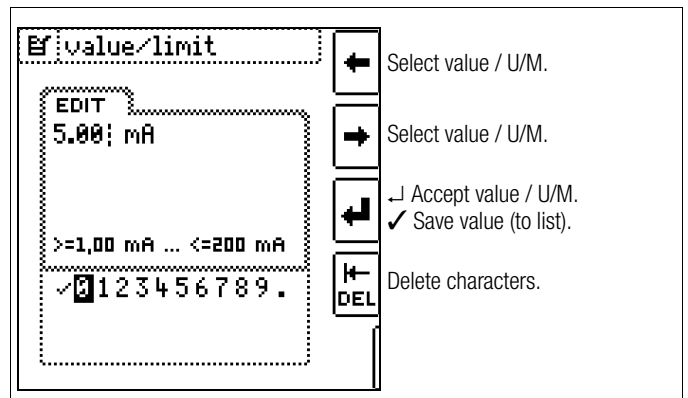 value/limit
EDIT
5.00¦ mA
>=1,00 mA ... <=200 mA
✓0123456789.
←
→
↵
DEL
Select value / U/M.
Select value / U/M.
↵ Accept value / U/M.
✓ Save value (to list).
Delete characters.